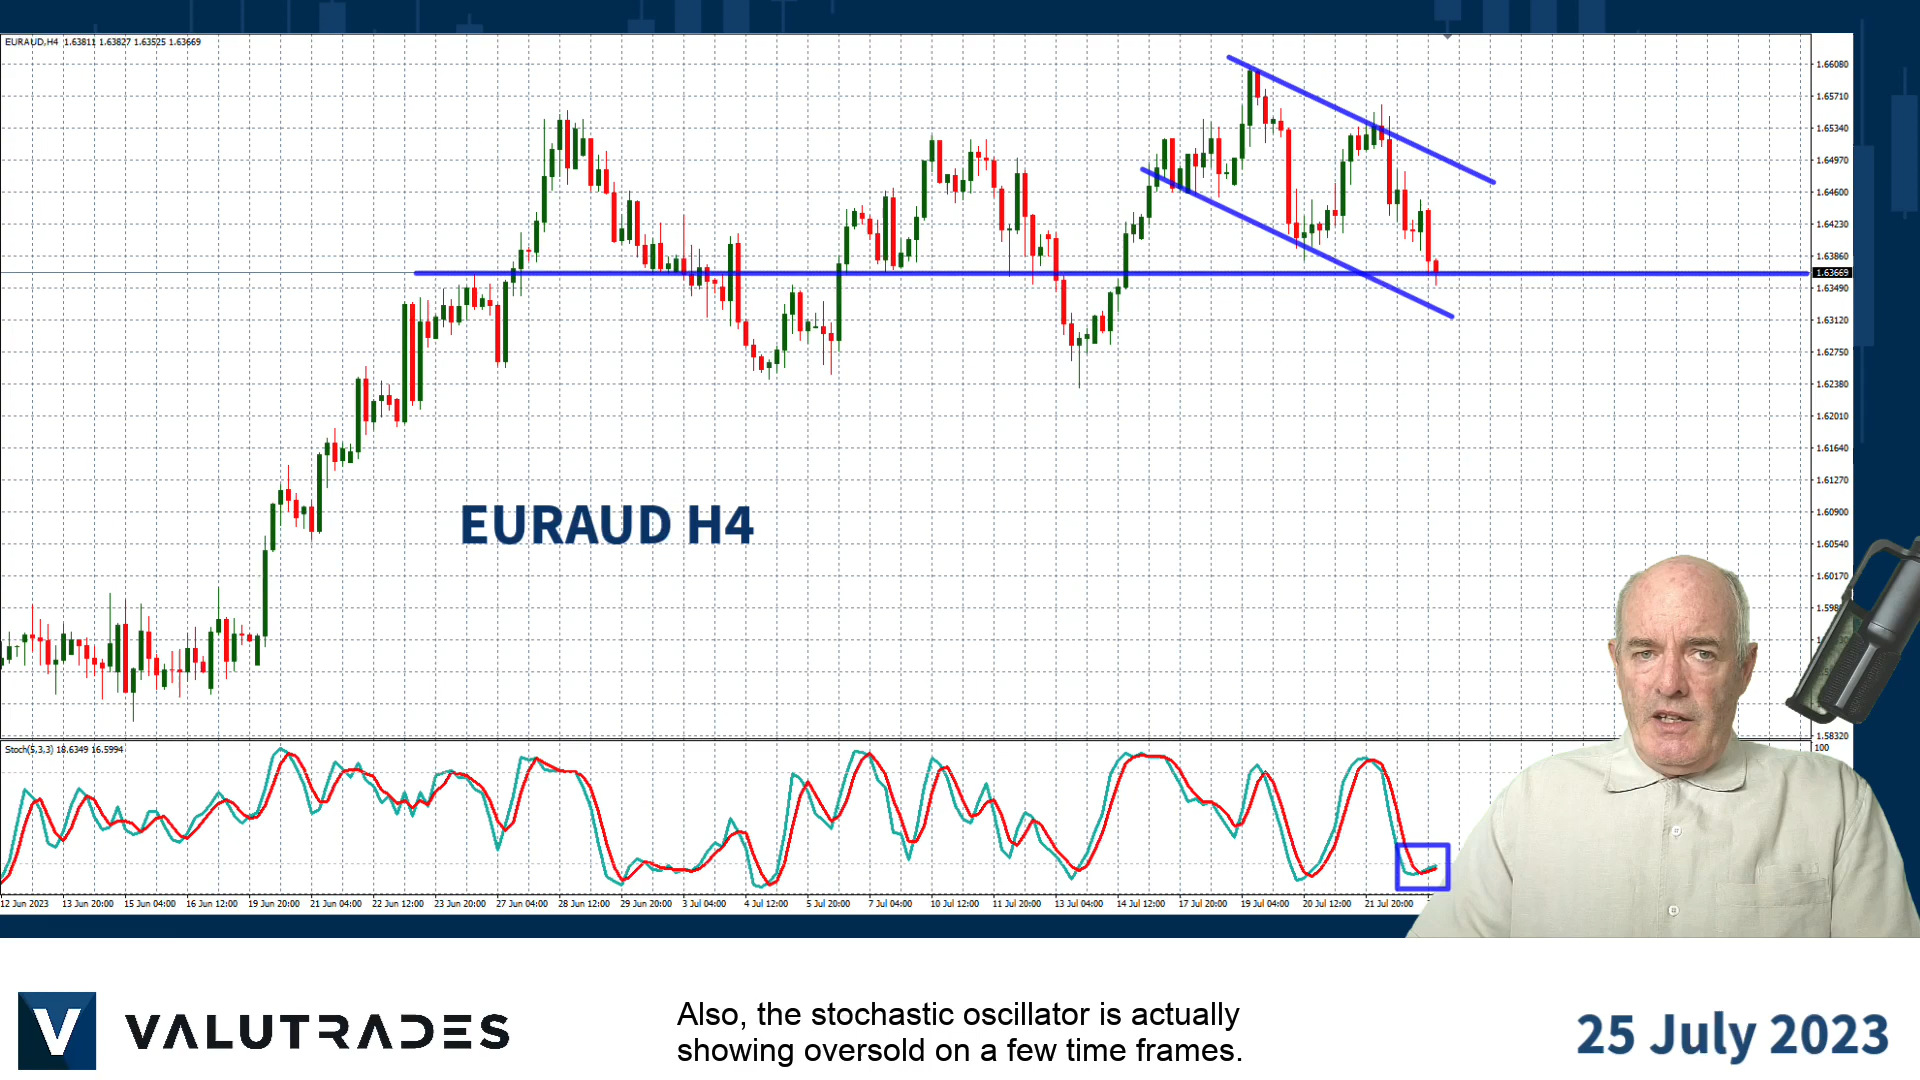 EURAUD,H4 1.63811 1.63827 1.63525 1.63669
1.66080
1.65710
1.65340
1.64970
1.64600
1.64230
1.63860
1.63669
1.63490
1.63120
1.62750
1.62380
1.62010
1.61640
1.61270
1.60900
1.60540
1.60170
1.58320
EURAUD H4
Stoch(5,3,3) 18.6349 16.5994
100
12 Jun 2023 13 Jun 20:00 15 Jun 04:00 16 Jun 12:00 19 Jun 20:00 21 Jun 04:00 22 Jun 12:00 23 Jun 20:00 27 Jun 04:00 28 Jun 12:00 29 Jun 20:00 3 Jul 04:00 4 Jul 12:00 5 Jul 20:00 7 Jul 04:00 10 Jul 12:00 11 Jul 20:00 13 Jul 04:00 14 Jul 12:00 17 Jul 20:00 19 Jul 04:00 20 Jul 12:00 21 Jul 20:00
V VALUTRADES
Also, the stochastic oscillator is actually
showing oversold on a few time frames.
25 July 2023